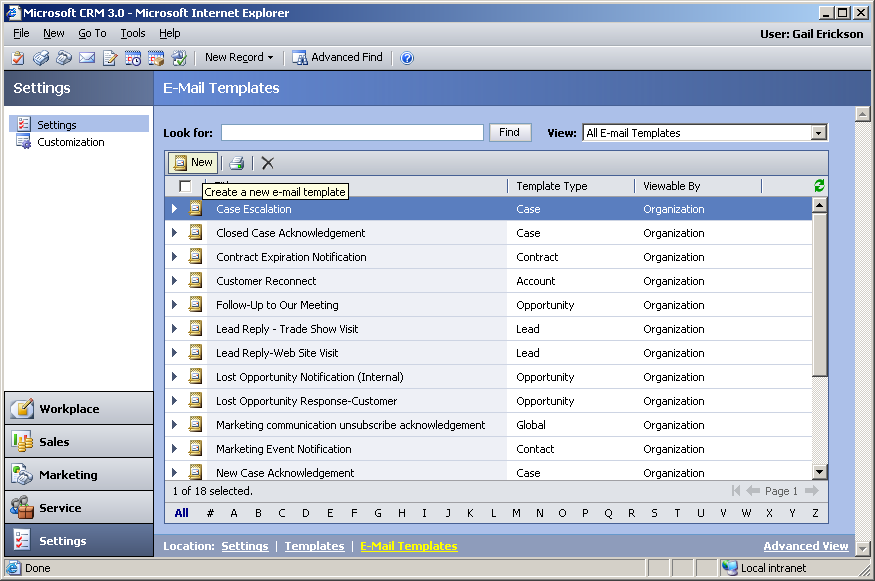 Microsoft CRM 3.0 - Microsoft Internet Explorer
File New Go To Tools Help User: Gail Erickson
New Record Advanced Find
Settings E-Mail Templates
Settings
Customization
Look for: Find View: All E-mail Templates
New
Create a new e-mail template
Template Type Viewable By
Case Escalation Case Organization
Closed Case Acknowledgement Case Organization
Contract Expiration Notification Contract Organization
Customer Reconnect Account Organization
Follow-Up to Our Meeting Opportunity Organization
Lead Reply - Trade Show Visit Lead Organization
Lead Reply-Web Site Visit Lead Organization
Lost Opportunity Notification (Internal) Opportunity Organization
Lost Opportunity Response-Customer Opportunity Organization
Marketing communication unsubscribe acknowledgement Global Organization
Marketing Event Notification Contact Organization
New Case Acknowledgement Case Organization
1 of 18 selected. Page 1
All # A B C D E F G H I J K L M N O P Q R S T U V W X Y Z
Workplace
Sales
Marketing
Service
Settings
Location: Settings | Templates | E-Mail Templates Advanced View
Done Local intranet